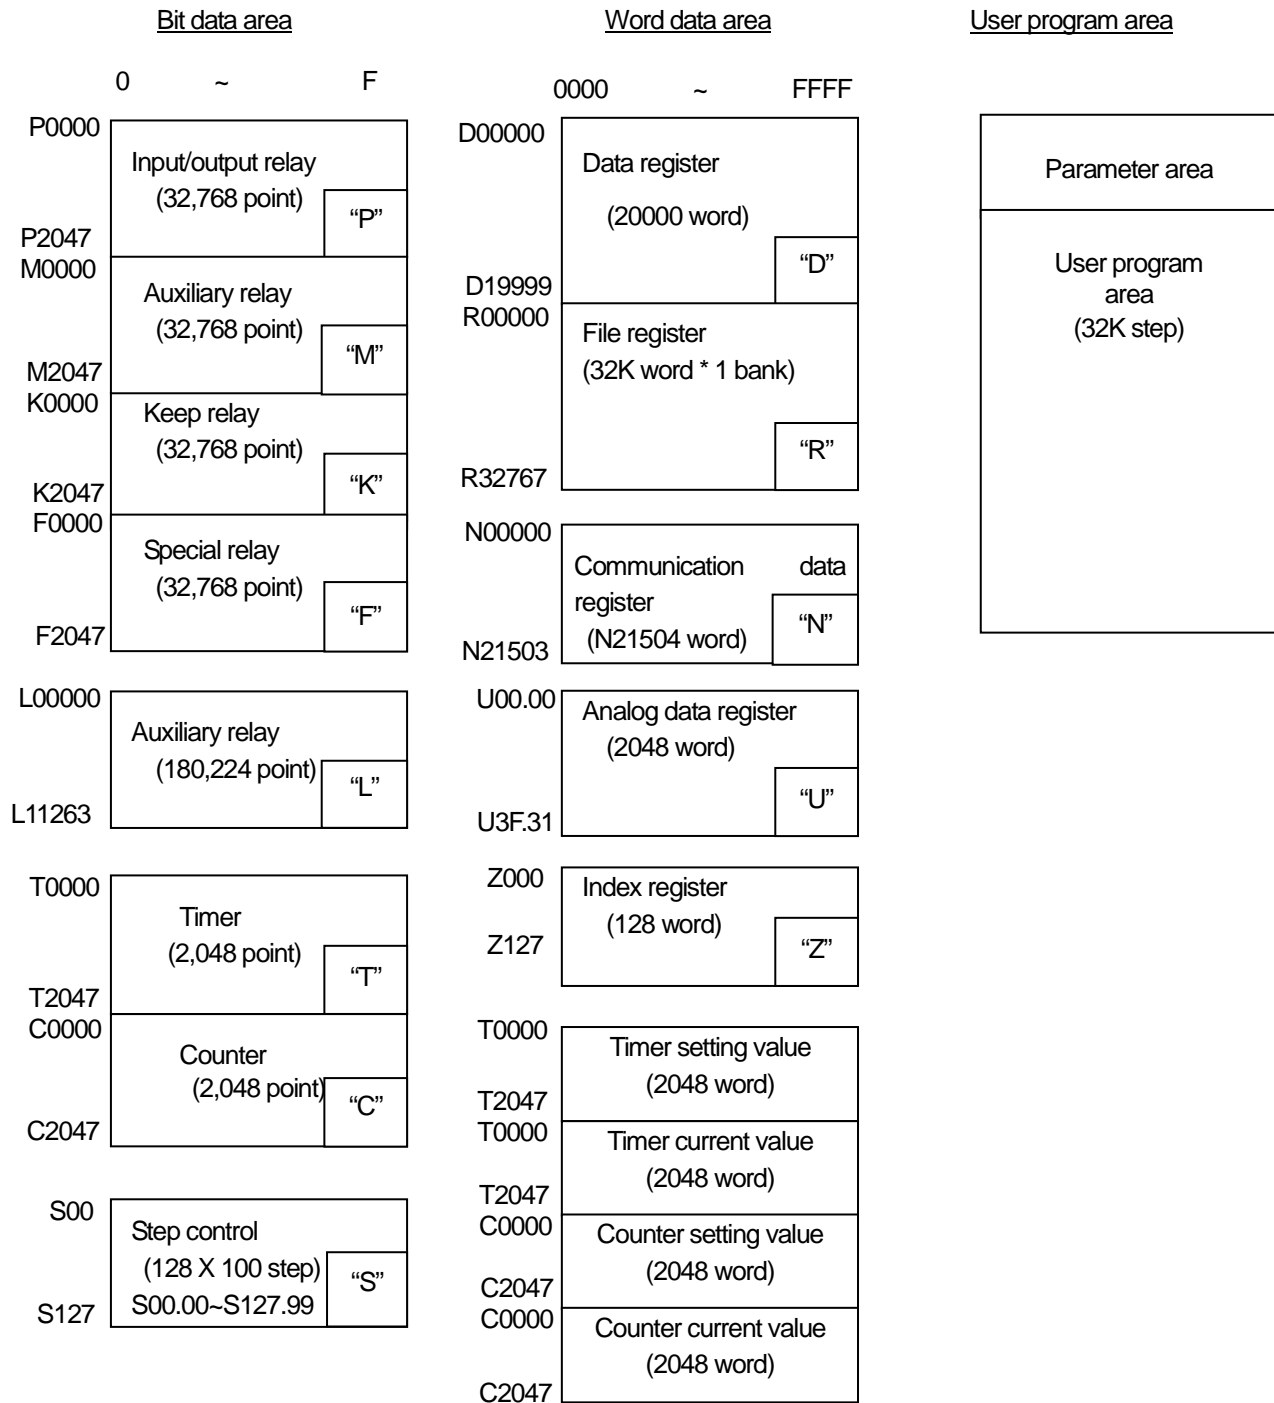 Bit data area
0 ~ F
P0000
Input/output relay
(32,768 point)
“P”
P2047
M0000
Auxiliary relay
(32,768 point)
“M”
M2047
K0000
Keep relay
(32,768 point)
“K”
K2047
F0000
Special relay
(32,768 point)
“F”
F2047
L00000
Auxiliary relay
(180,224 point)
“L”
L11263
T0000
Timer
(2,048 point)
“T”
T2047
C0000
Counter
(2,048 point)
“C”
C2047
S00
Step control
(128 X 100 step)
“S”
S00.00~S127.99
S127
Word data area
0000 ~ FFFF
D00000
Data register
(20000 word)
“D”
D19999
R00000
File register
(32K word * 1 bank)
“R”
R32767
N00000
Communication data
register
(N21504 word)
“N”
N21503
U00.00
Analog data register
(2048 word)
“U”
U3F.31
Z000
Index register
(128 word)
“Z”
Z127
T0000
Timer setting value
(2048 word)
T2047
T0000
Timer current value
(2048 word)
T2047
C0000
Counter setting value
(2048 word)
C2047
C0000
Counter current value
(2048 word)
C2047
User program area
Parameter area
User program
area
(32K step)